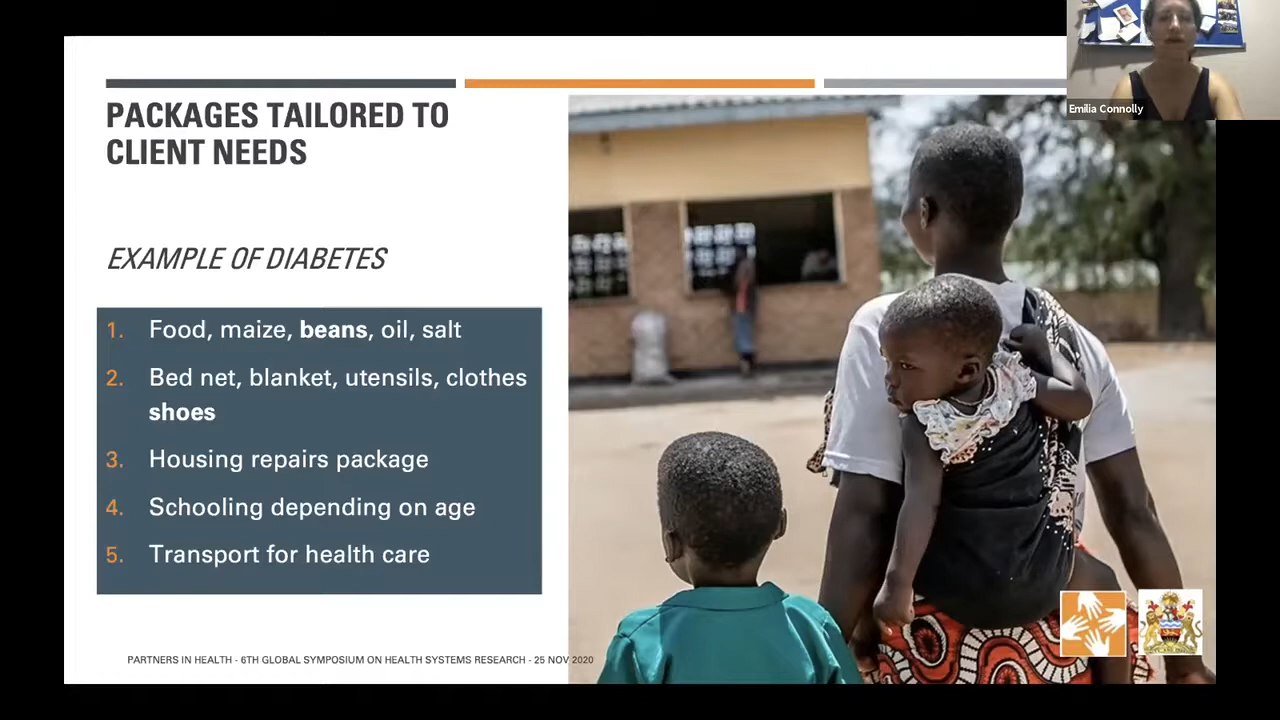 PACKAGES TAILORED TO
CLIENT NEEDS
EXAMPLE OF DIABETES
1. Food, maize, beans, oil, salt
2. Bed net, blanket, utensils, clothes
shoes
3. Housing repairs package
4. Schooling depending on age
5. Transport for health care
PARTNERS IN HEALTH - 6TH GLOBAL SYMPOSIUM ON HEALTH SYSTEMS RESEARCH - 25 NOV 2020
Emilia Connolly